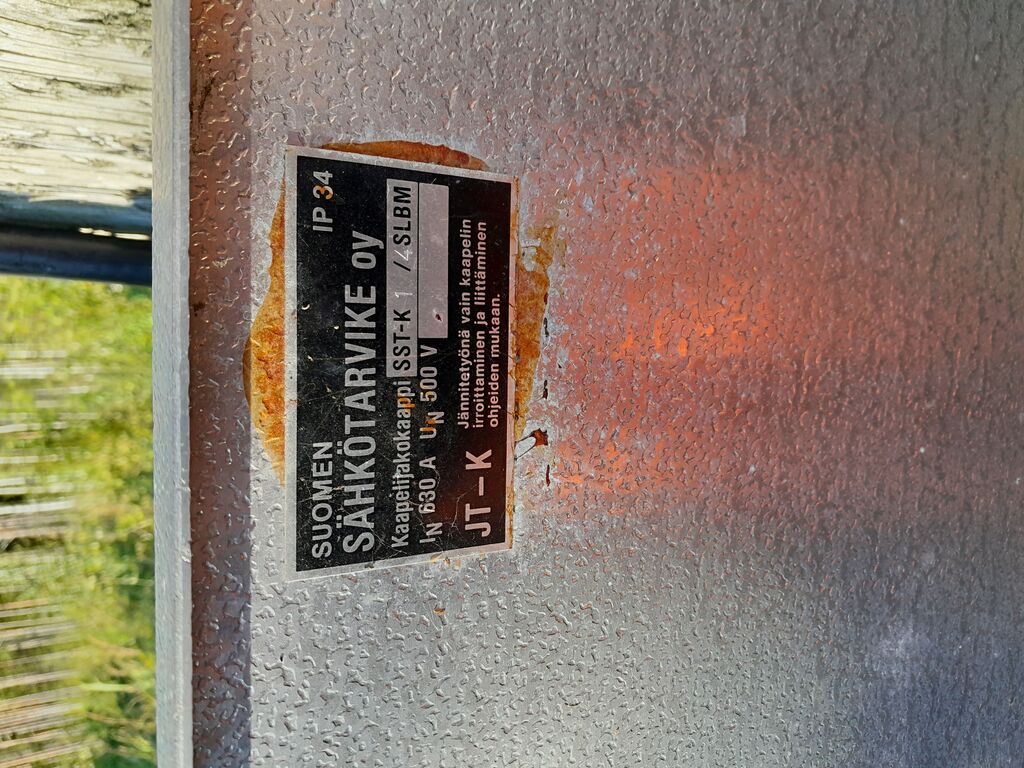 SUOMEN
SÄHKÖTARVIKE oy IP 34
Kaapelijakokaappi SST-K 1 /4 SLBM
IN 630 A UN 500 V
JT – K
Jännitetyönä vain kaapelin
irroittaminen ja liittäminen
ohjeiden mukaan.